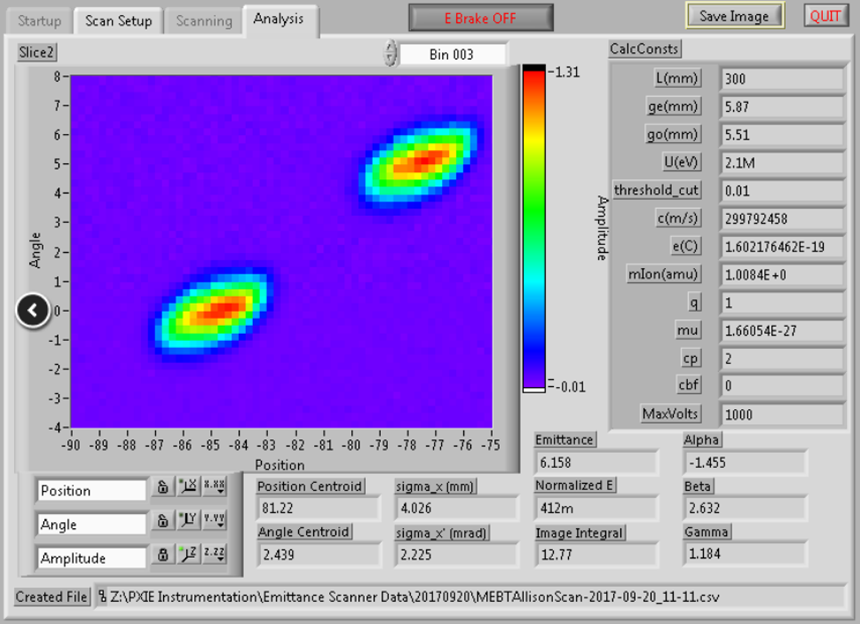 Startup Scan Setup Scanning Analysis E Brake OFF Save Image QUIT
Slice2 Bin 003 CalcConsts
8
7
6
5
4
3
2
1
0
-1
-2
-3
-4
Angle
-90 -89 -88 -87 -86 -85 -84 -83 -82 -81 -80 -79 -78 -77 -76 -75
Position
1.31
-0.01
Amplitude
L(mm) 300
ge(mm) 5.87
go(mm) 5.51
U(eV) 2.1M
threshold_cut 0.01
c(m/s) 299792458
e(C) 1.602176462E-19
mIon(amu) 1.0084E+0
q 1
mu 1.66054E-27
cp 2
cbf 0
MaxVolts 1000
Position
Angle
Amplitude
X X.XX
Y Y.YY
Z Z.ZZ
Position Centroid
81.22
Angle Centroid
2.439
sigma_x (mm)
4.026
sigma_x' (mrad)
2.225
Emittance
6.158
Normalized E
412m
Image Integral
12.77
Alpha
-1.455
Beta
2.632
Gamma
1.184
Created File Z:\PXIE Instrumentation\Emittance Scanner Data\20170920\MEBTAllisonScan-2017-09-20_11-11.csv